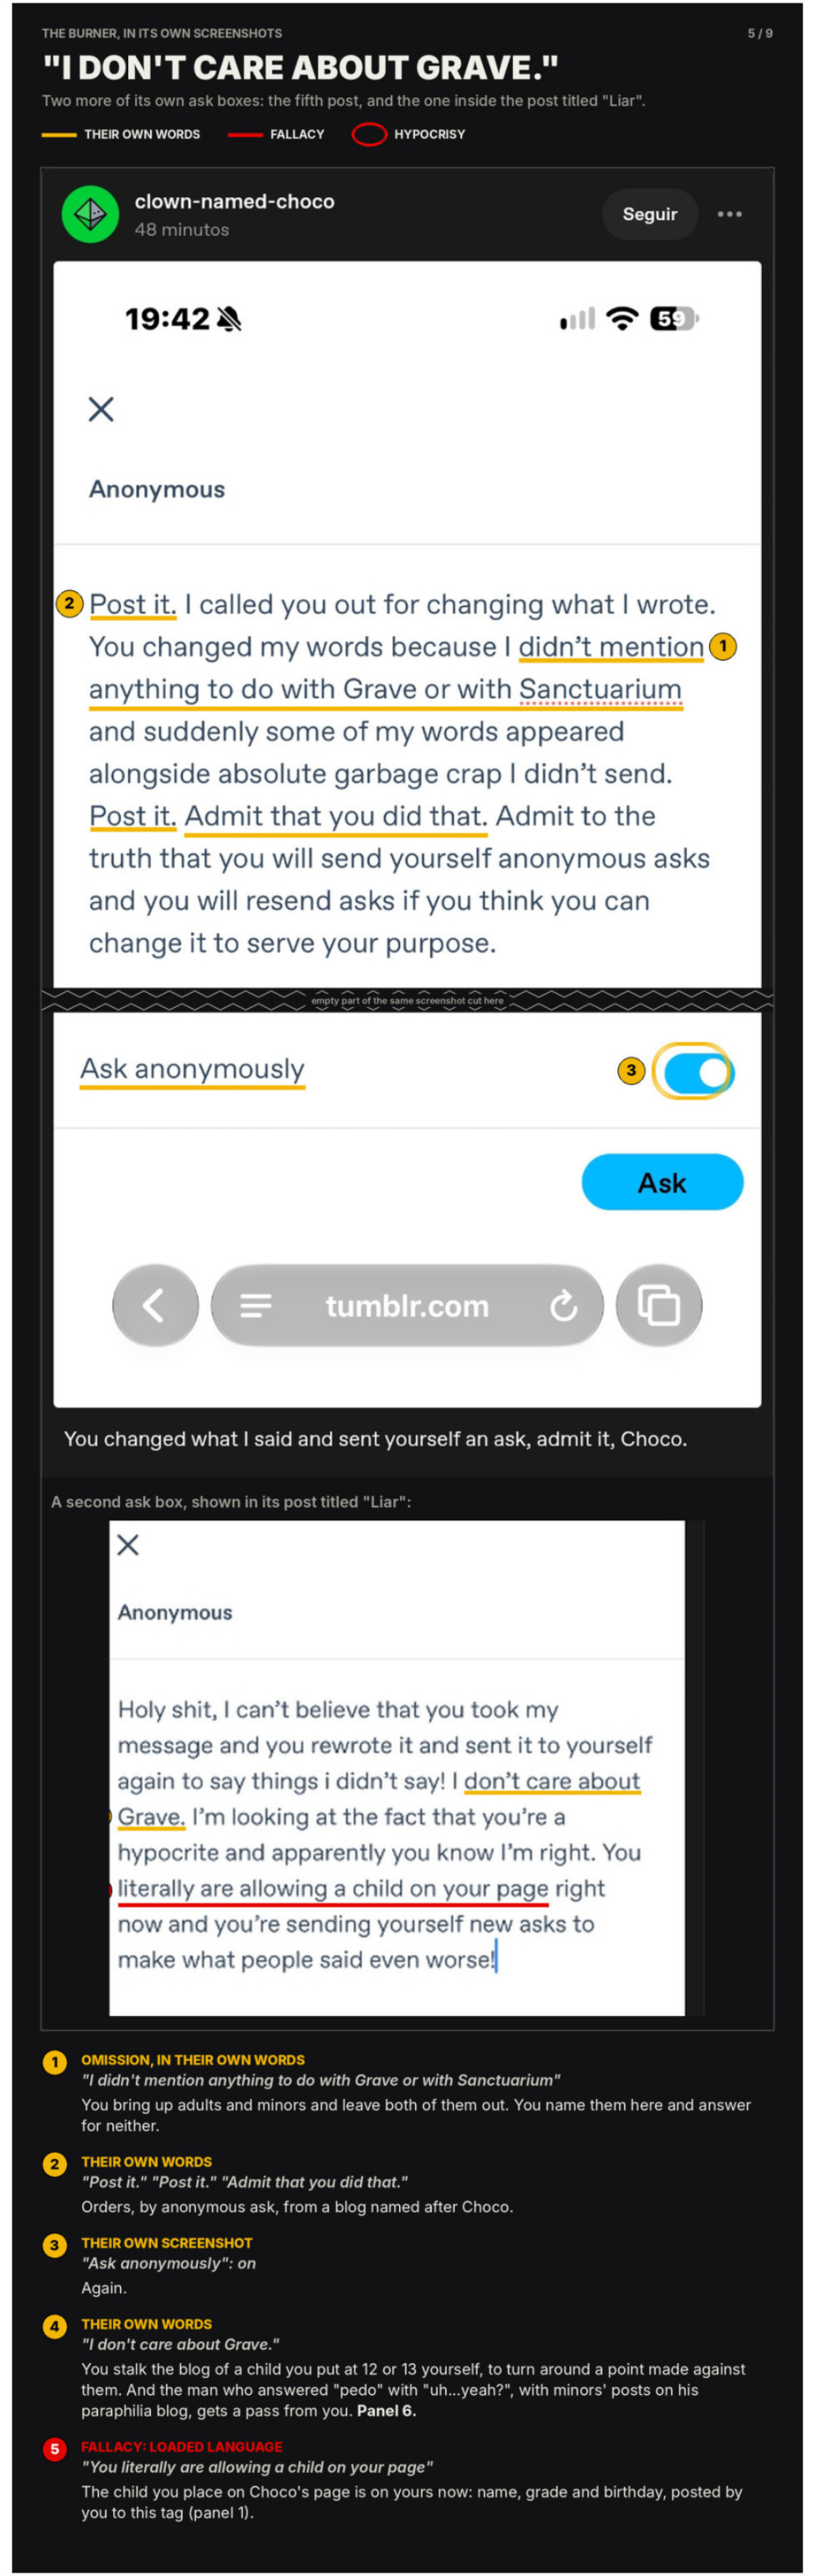 THE BURNER, IN ITS OWN SCREENSHOTS
5 / 9
"I DON'T CARE ABOUT GRAVE."
Two more of its own ask boxes: the fifth post, and the one inside the post titled "Liar".
THEIR OWN WORDS
FALLACY
HYPOCRISY
clown-named-choco
48 minutos
Seguir
19:42
59
Anonymous
2
Post it. I called you out for changing what I wrote.
You changed my words because I didn't mention
1
anything to do with Grave or with Sanctuarium
and suddenly some of my words appeared
alongside absolute garbage crap I didn't send.
Post it. Admit that you did that. Admit to the
truth that you will send yourself anonymous asks
and you will resend asks if you think you can
change it to serve your purpose.
empty part of the same screenshot cut here
Ask anonymously
3
Ask
tumblr.com
You changed what I said and sent yourself an ask, admit it, Choco.
A second ask box, shown in its post titled "Liar":
Anonymous
Holy shit, I can't believe that you took my
message and you rewrote it and sent it to yourself
again to say things i didn't say! I don't care about
Grave. I'm looking at the fact that you're a
hypocrite and apparently you know I'm right. You
literally are allowing a child on your page right
now and you're sending yourself new asks to
make what people said even worse!
1
OMISSION, IN THEIR OWN WORDS
"I didn't mention anything to do with Grave or with Sanctuarium"
You bring up adults and minors and leave both of them out. You name them here and answer
for neither.
2
THEIR OWN WORDS
"Post it." "Post it." "Admit that you did that."
Orders, by anonymous ask, from a blog named after Choco.
3
THEIR OWN SCREENSHOT
"Ask anonymously": on
Again.
4
THEIR OWN WORDS
"I don't care about Grave."
You stalk the blog of a child you put at 12 or 13 yourself, to turn around a point made against
them. And the man who answered "pedo" with "uh...yeah?", with minors' posts on his
paraphilia blog, gets a pass from you. Panel 6.
5
FALLACY: LOADED LANGUAGE
"You literally are allowing a child on your page"
The child you place on Choco's page is on yours now: name, grade and birthday, posted by
you to this tag (panel 1).